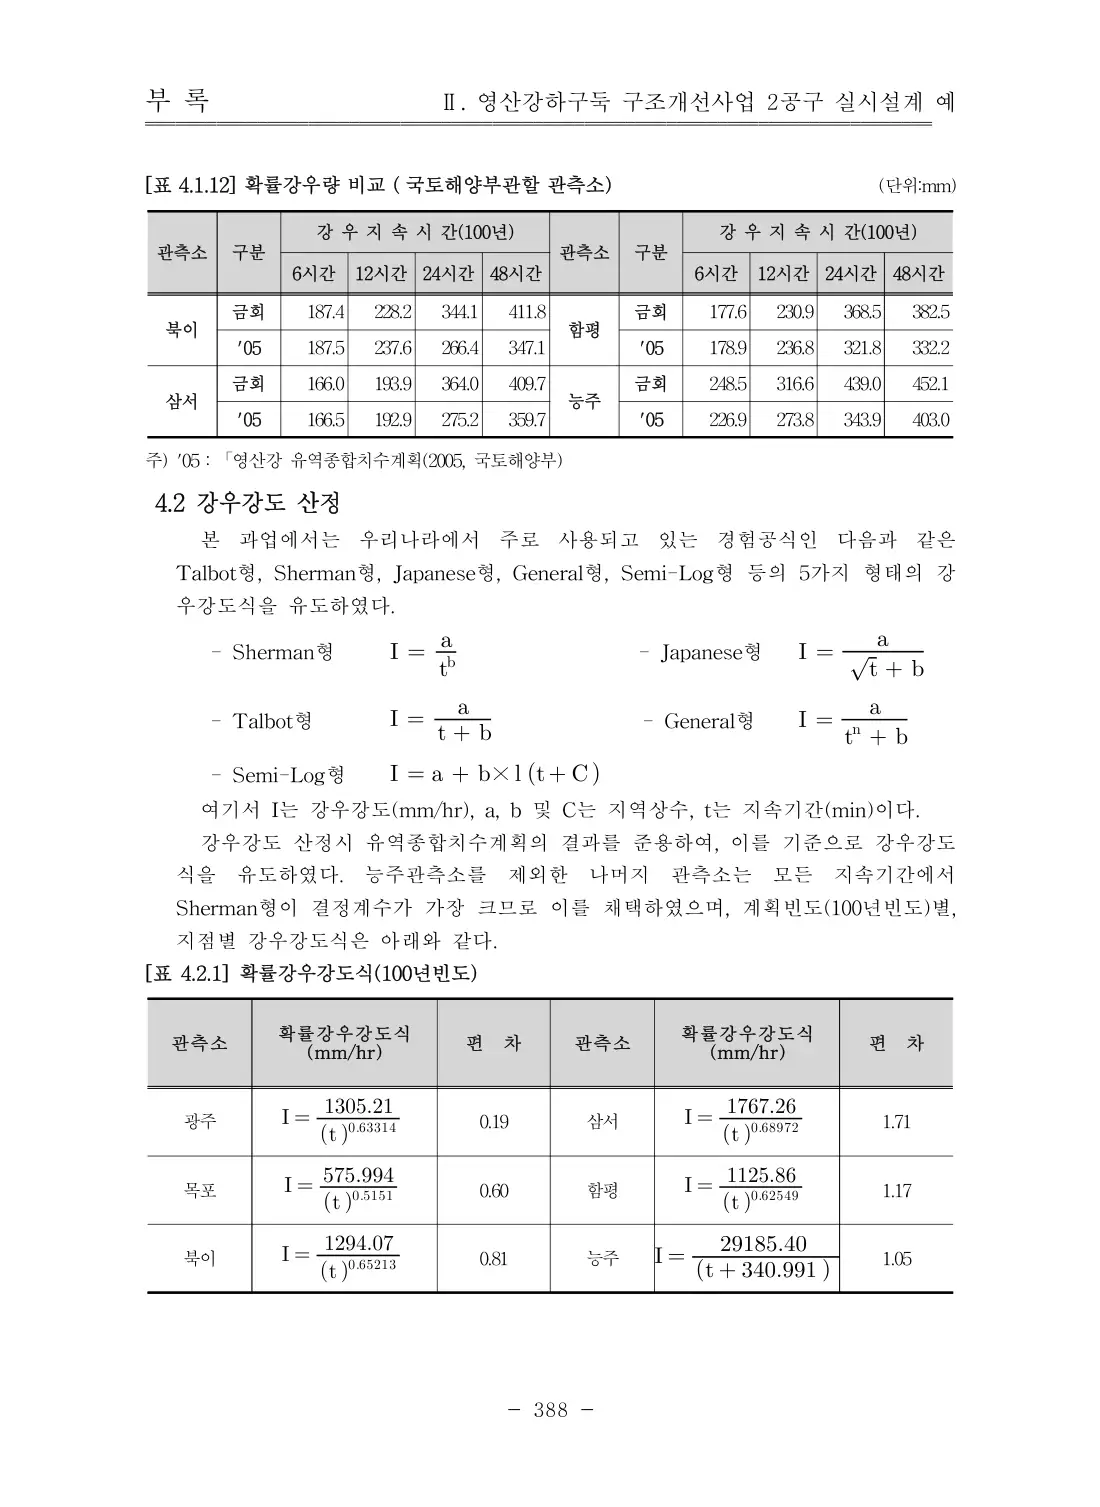 부 록 Ⅱ. 영산강하구둑 구조개선사업 2공구 실시설계 예
[표 4.1.12] 확률강우량 비교 ( 국토해양부관할 관측소) (단위:mm)
관측소 구분 강 우 지 속 시 간(100년) 관측소 구분 강 우 지 속 시 간(100년)
6시간 12시간 24시간 48시간 6시간 12시간 24시간 48시간
북이 금회 187.4 228.2 344.1 411.8 함평 금회 177.6 230.9 368.5 382.5
′05 187.5 237.6 266.4 347.1 ′05 178.9 236.8 321.8 332.2
삼서 금회 166.0 193.9 364.0 409.7 능주 금회 248.5 316.6 439.0 452.1
′05 166.5 192.9 275.2 359.7 ′05 226.9 273.8 343.9 403.0
주) ′05 : 「영산강 유역종합치수계획(2005, 국토해양부)
4.2 강우강도 산정
본 과업에서는 우리나라에서 주로 사용되고 있는 경험공식인 다음과 같은
Talbot형, Sherman형, Japanese형, General형, Semi-Log형 등의 5가지 형태의 강
우강도식을 유도하였다.
- Sherman형 I = a / t^b - Japanese형 I = a / (√t + b)
- Talbot형 I = a / (t + b) - General형 I = a / (t^n + b)
- Semi-Log형 I = a + b×l (t+C)
여기서 I는 강우강도(mm/hr), a, b 및 C는 지역상수, t는 지속기간(min)이다.
강우강도 산정시 유역종합치수계획의 결과를 준용하여, 이를 기준으로 강우강도
식을 유도하였다. 능주관측소를 제외한 나머지 관측소는 모든 지속기간에서
Sherman형이 결정계수가 가장 크므로 이를 채택하였으며, 계획빈도(100년빈도)별,
지점별 강우강도식은 아래와 같다.
[표 4.2.1] 확률강우강도식(100년빈도)
관측소 확률강우강도식 (mm/hr) 편 차 관측소 확률강우강도식 (mm/hr) 편 차
광주 I = 1305.21 / (t)^0.63314 0.19 삼서 I = 1767.26 / (t)^0.68972 1.71
목포 I = 575.994 / (t)^0.5151 0.60 함평 I = 1125.86 / (t)^0.62549 1.17
북이 I = 1294.07 / (t)^0.65213 0.81 능주 I = 29185.40 / (t + 340.991) 1.05
- 388 -